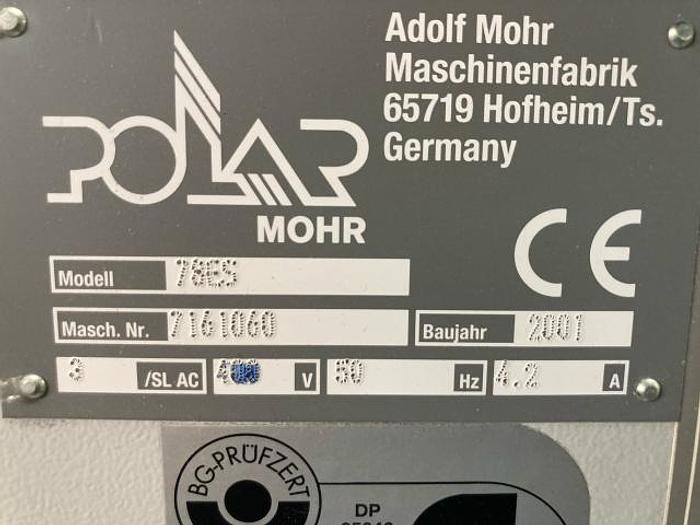 POLAR
MOHR
Adolf Mohr
Maschinenfabrik
65719 Hofheim/Ts.
Germany
CE
Modell 78ES
Masch. Nr. 7161060 Baujahr 2001
3 /SL AC 400 V 50 Hz 4.2 A
BG-PRÜFZERT
DP